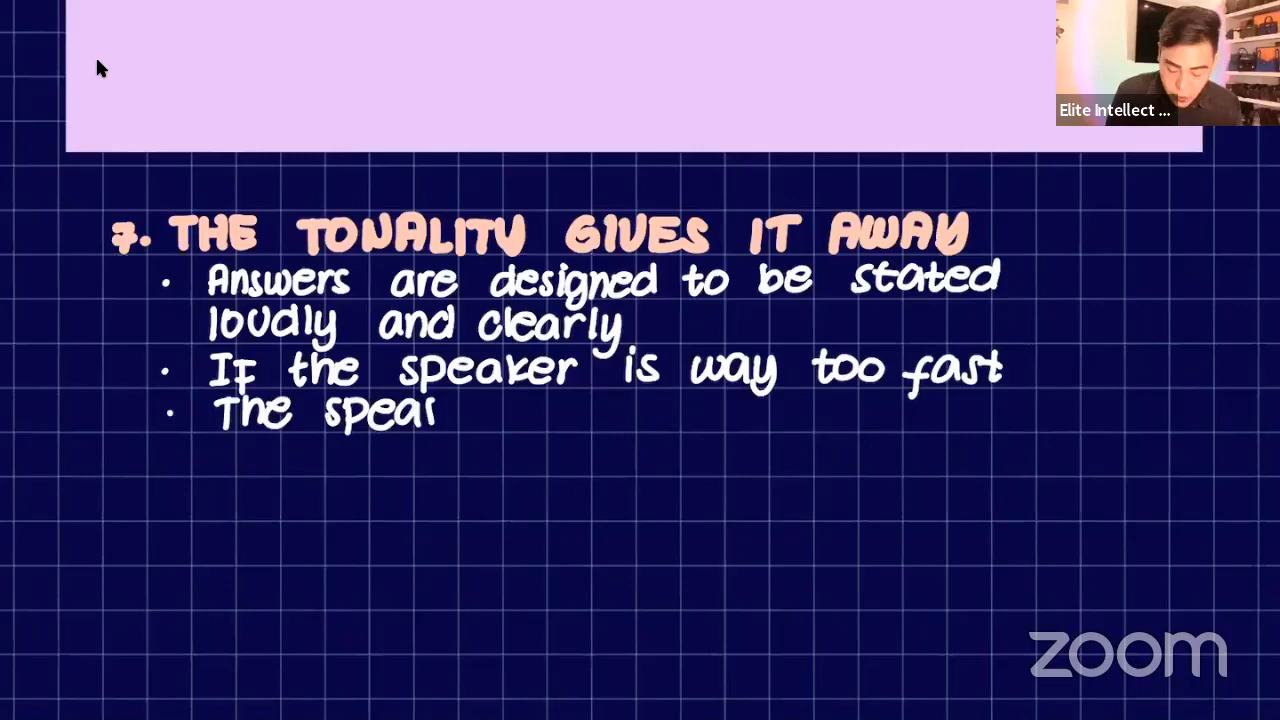 Elite Intellect ...
7. THE TONALITY GIVES IT AWAY
· Answers are designed to be stated
loudly and clearly
· If the speaker is way too fast
· The spear
zoom